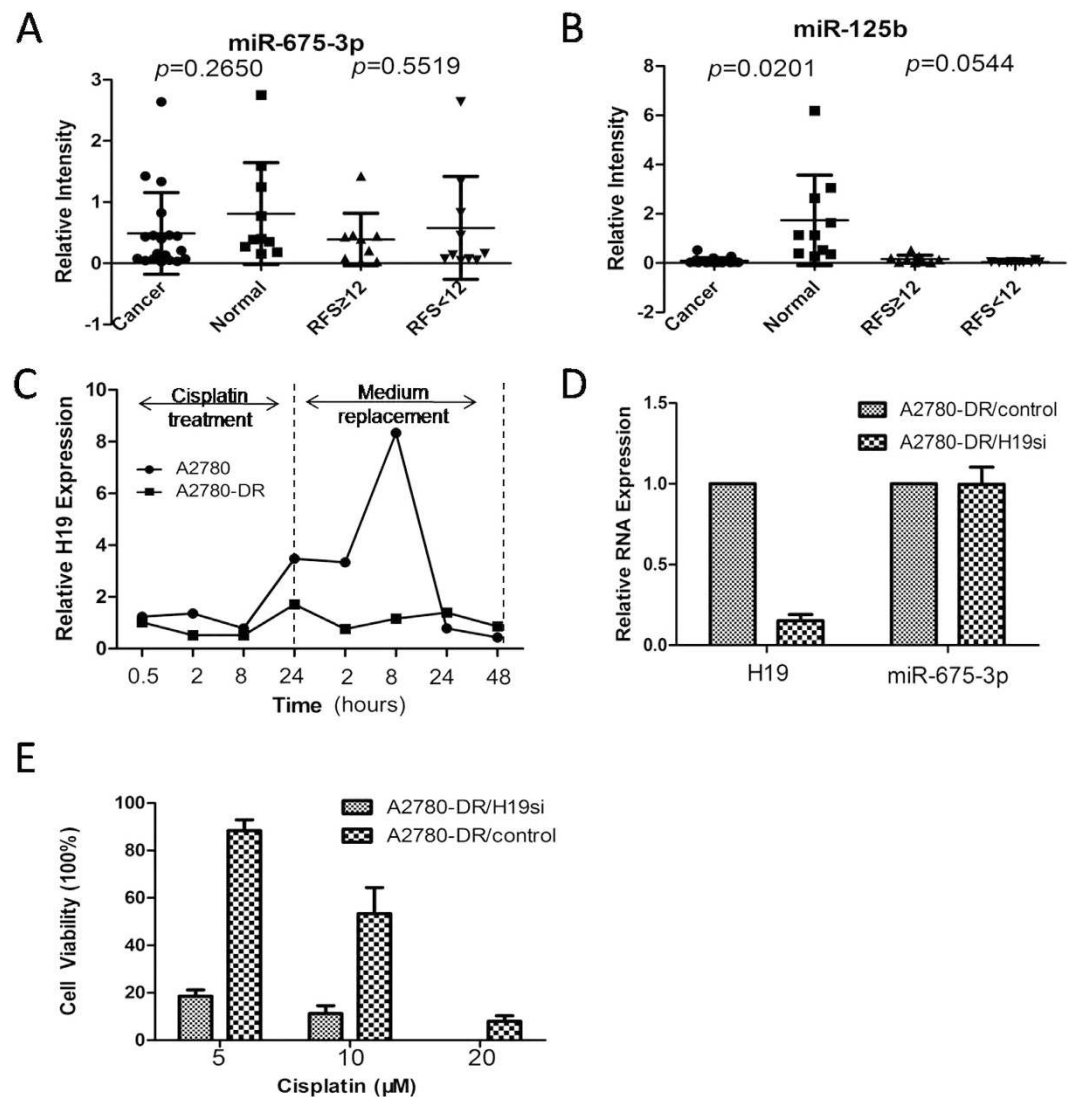 A
miR-675-3p
p=0.2650
p=0.5519
Relative Intensity
3
2
1
0
-1
Cancer
Normal
RFS≥12
RFS<12
B
miR-125b
p=0.0201
p=0.0544
Relative Intensity
8
6
4
2
0
-2
Cancer
Normal
RFS≥12
RFS<12
C
Relative H19 Expression
10
8
6
4
2
0
Cisplatin
treatment
Medium
replacement
A2780
A2780-DR
0.5 2 8 24 2 8 24 48
Time (hours)
D
Relative RNA Expression
1.5
1.0
0.5
0.0
A2780-DR/control
A2780-DR/H19si
H19
miR-675-3p
E
Cell Viability (100%)
100
80
60
40
20
0
A2780-DR/H19si
A2780-DR/control
5 10 20
Cisplatin (µM)